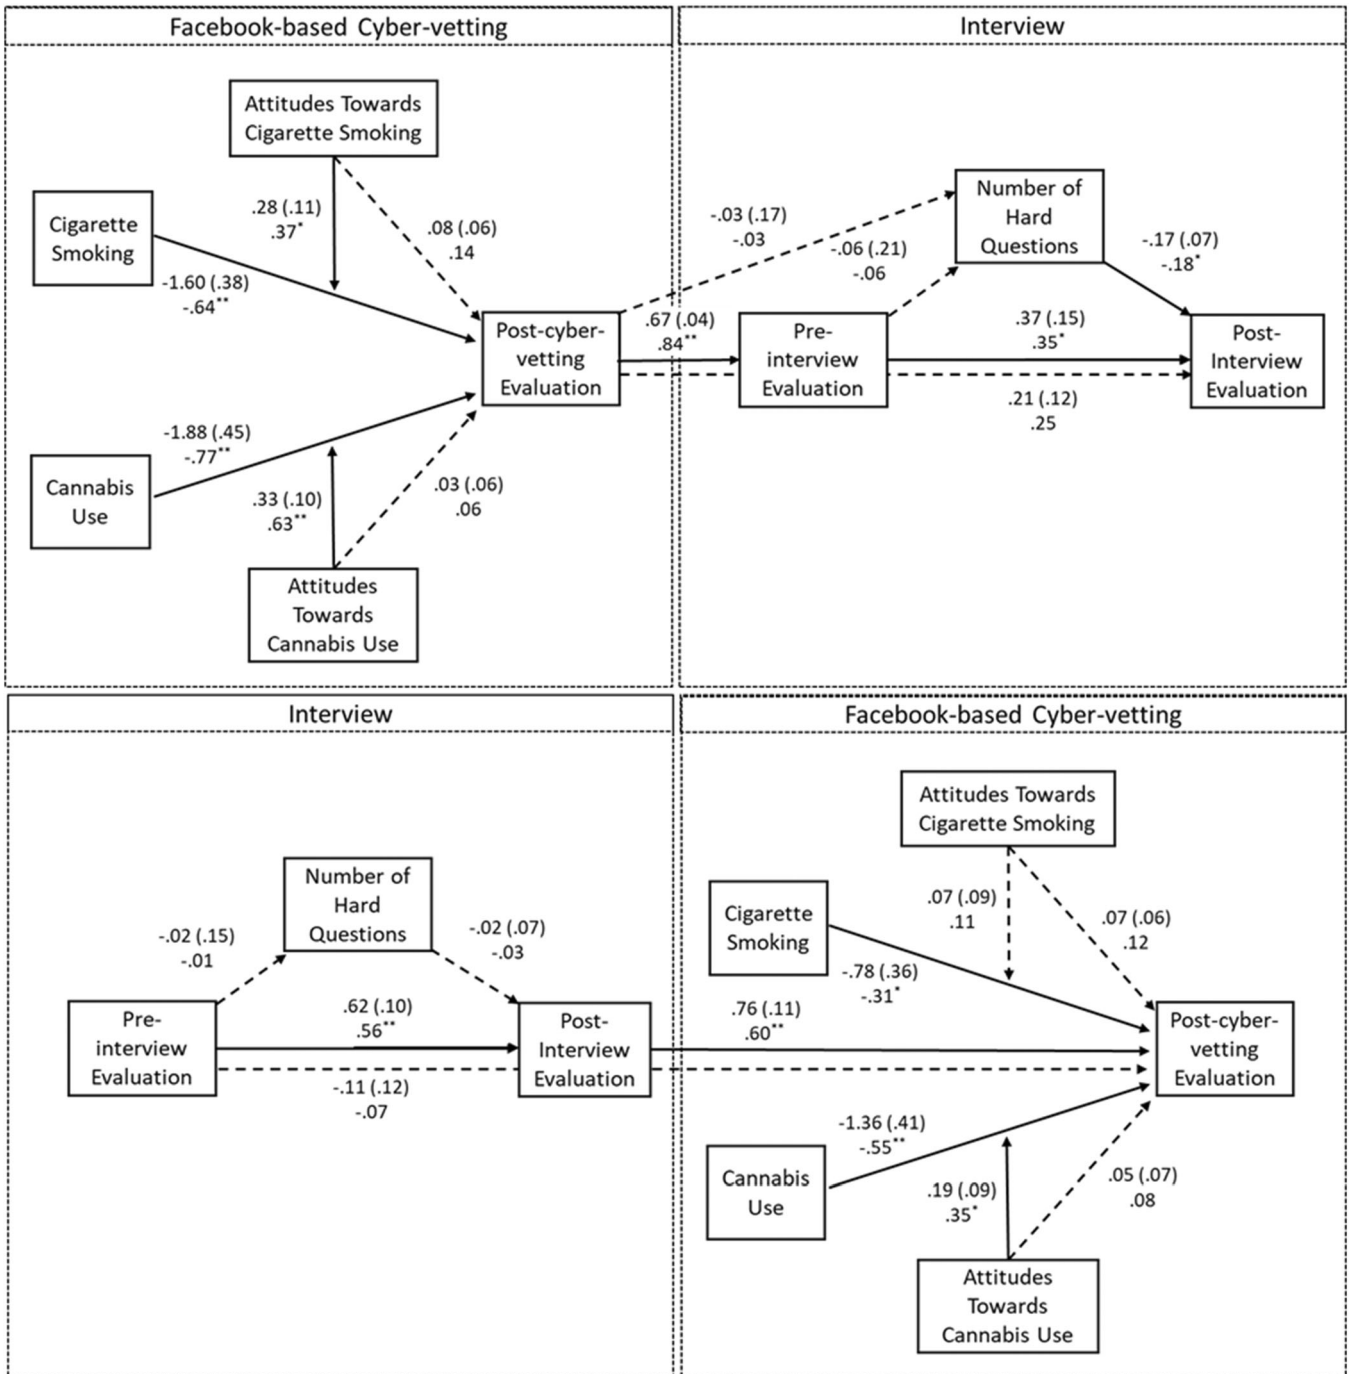 Facebook-based Cyber-vetting
Interview
Attitudes Towards
Cigarette Smoking
Cigarette
Smoking
.28 (.11)
.37*
.08 (.06)
.14
-1.60 (.38)
-.64**
Post-cyber-
vetting
Evaluation
-1.88 (.45)
-.77**
Cannabis
Use
.33 (.10)
.63**
.03 (.06)
.06
Attitudes
Towards
Cannabis Use
-.03 (.17)
-.03
.67 (.04)
.84**
Pre-
interview
Evaluation
-.06 (.21)
-.06
Number of
Hard
Questions
-.17 (.07)
-.18*
.37 (.15)
.35*
.21 (.12)
.25
Post-
Interview
Evaluation
Interview
Facebook-based Cyber-vetting
Number of
Hard
Questions
-.02 (.15)
-.01
-.02 (.07)
-.03
Pre-
interview
Evaluation
.62 (.10)
.56**
-.11 (.12)
-.07
Post-
Interview
Evaluation
Attitudes Towards
Cigarette Smoking
Cigarette
Smoking
.07 (.09)
.11
.07 (.06)
.12
-.78 (.36)
-.31*
.76 (.11)
.60**
Post-cyber-
vetting
Evaluation
-1.36 (.41)
-.55**
Cannabis
Use
.19 (.09)
.35*
.05 (.07)
.08
Attitudes
Towards
Cannabis Use